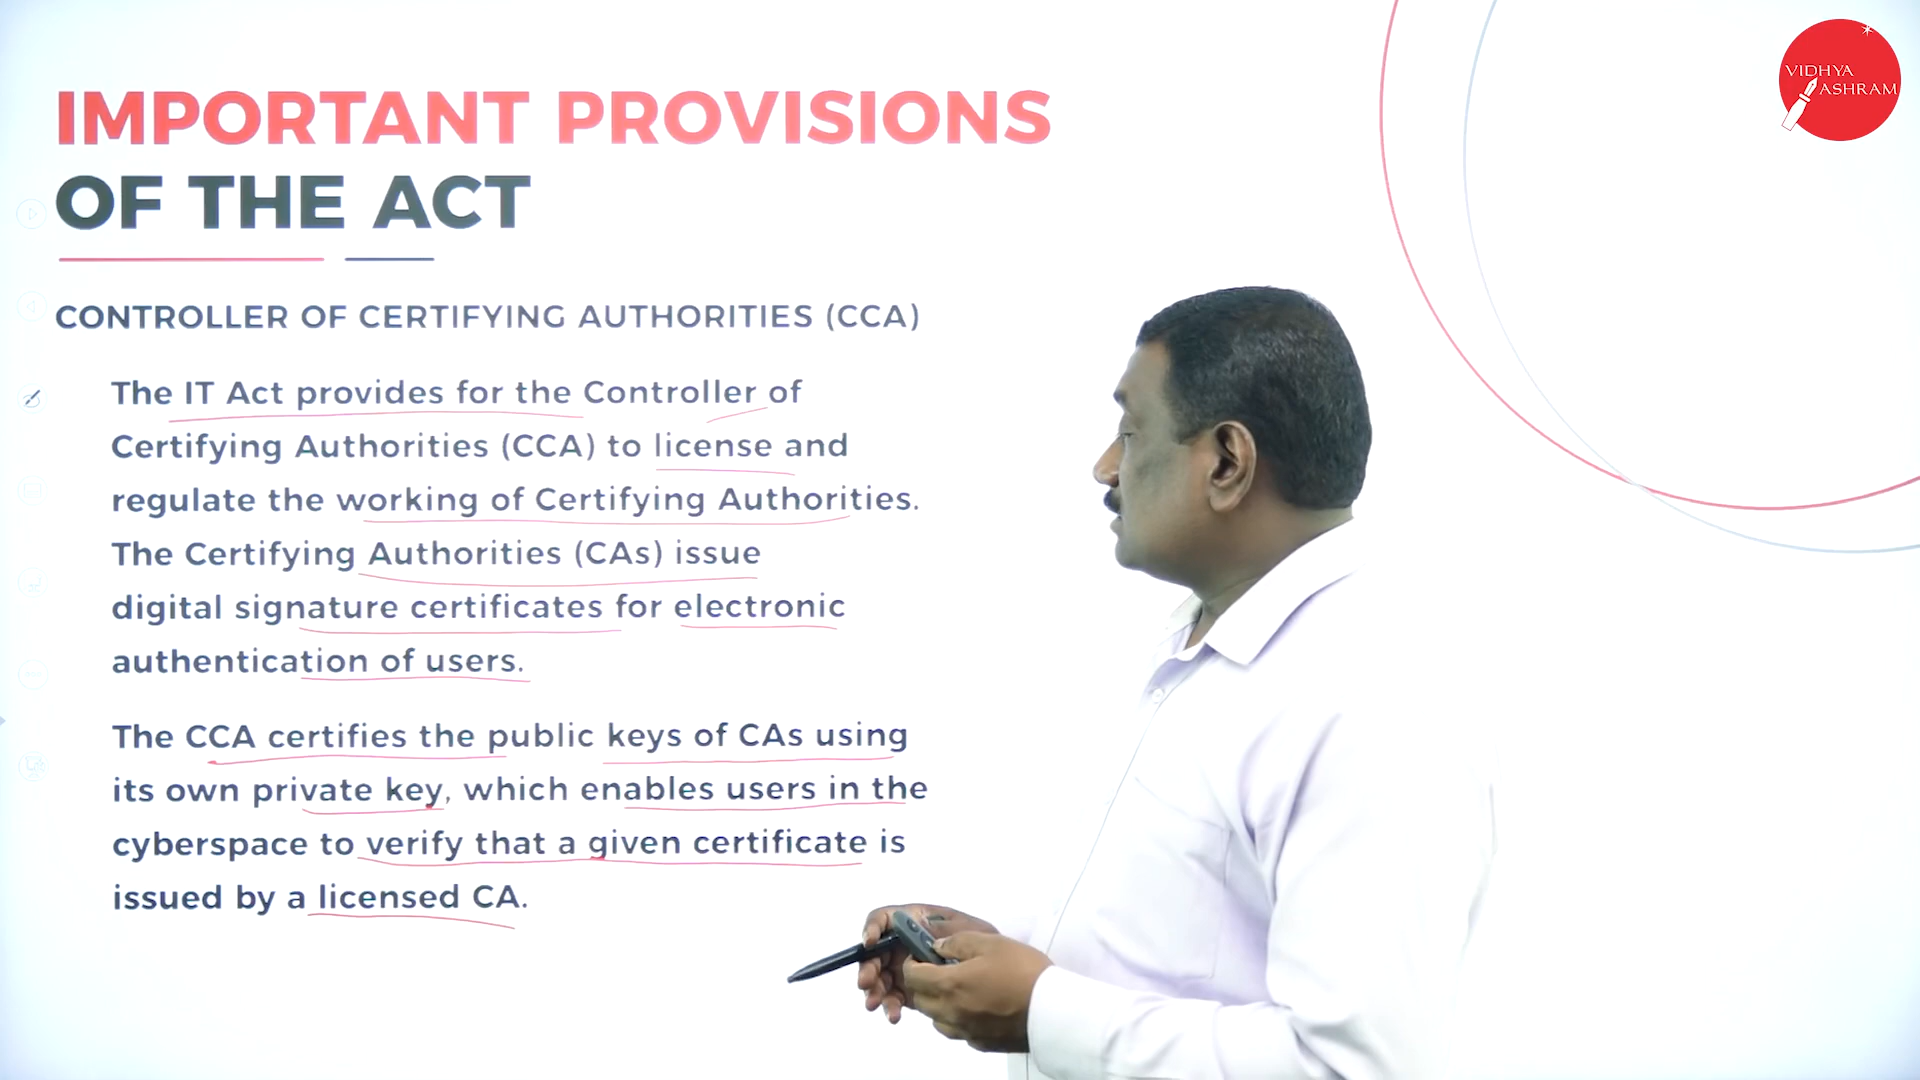 VIDHYA
ASHRAM
IMPORTANT PROVISIONS
OF THE ACT
CONTROLLER OF CERTIFYING AUTHORITIES (CCA)
The IT Act provides for the Controller of
Certifying Authorities (CCA) to license and
regulate the working of Certifying Authorities.
The Certifying Authorities (CAs) issue
digital signature certificates for electronic
authentication of users.
The CCA certifies the public keys of CAs using
its own private key, which enables users in the
cyberspace to verify that a given certificate is
issued by a licensed CA.